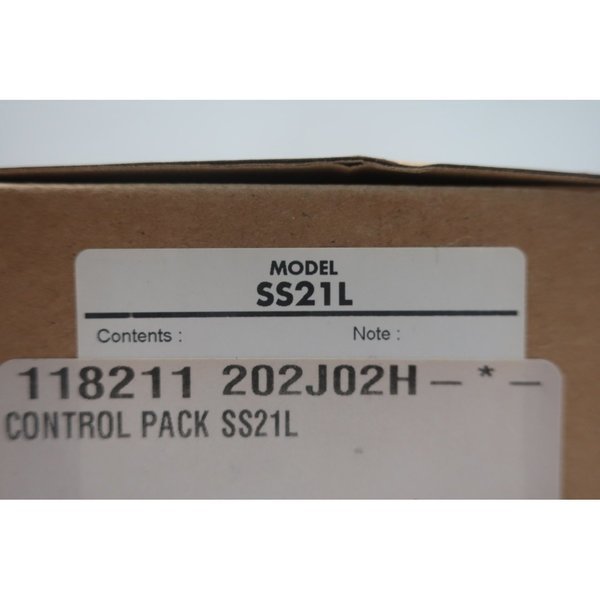 MODEL
SS21L
Contents : Note :
118211 202J02H-*-
CONTROL PACK SS21L